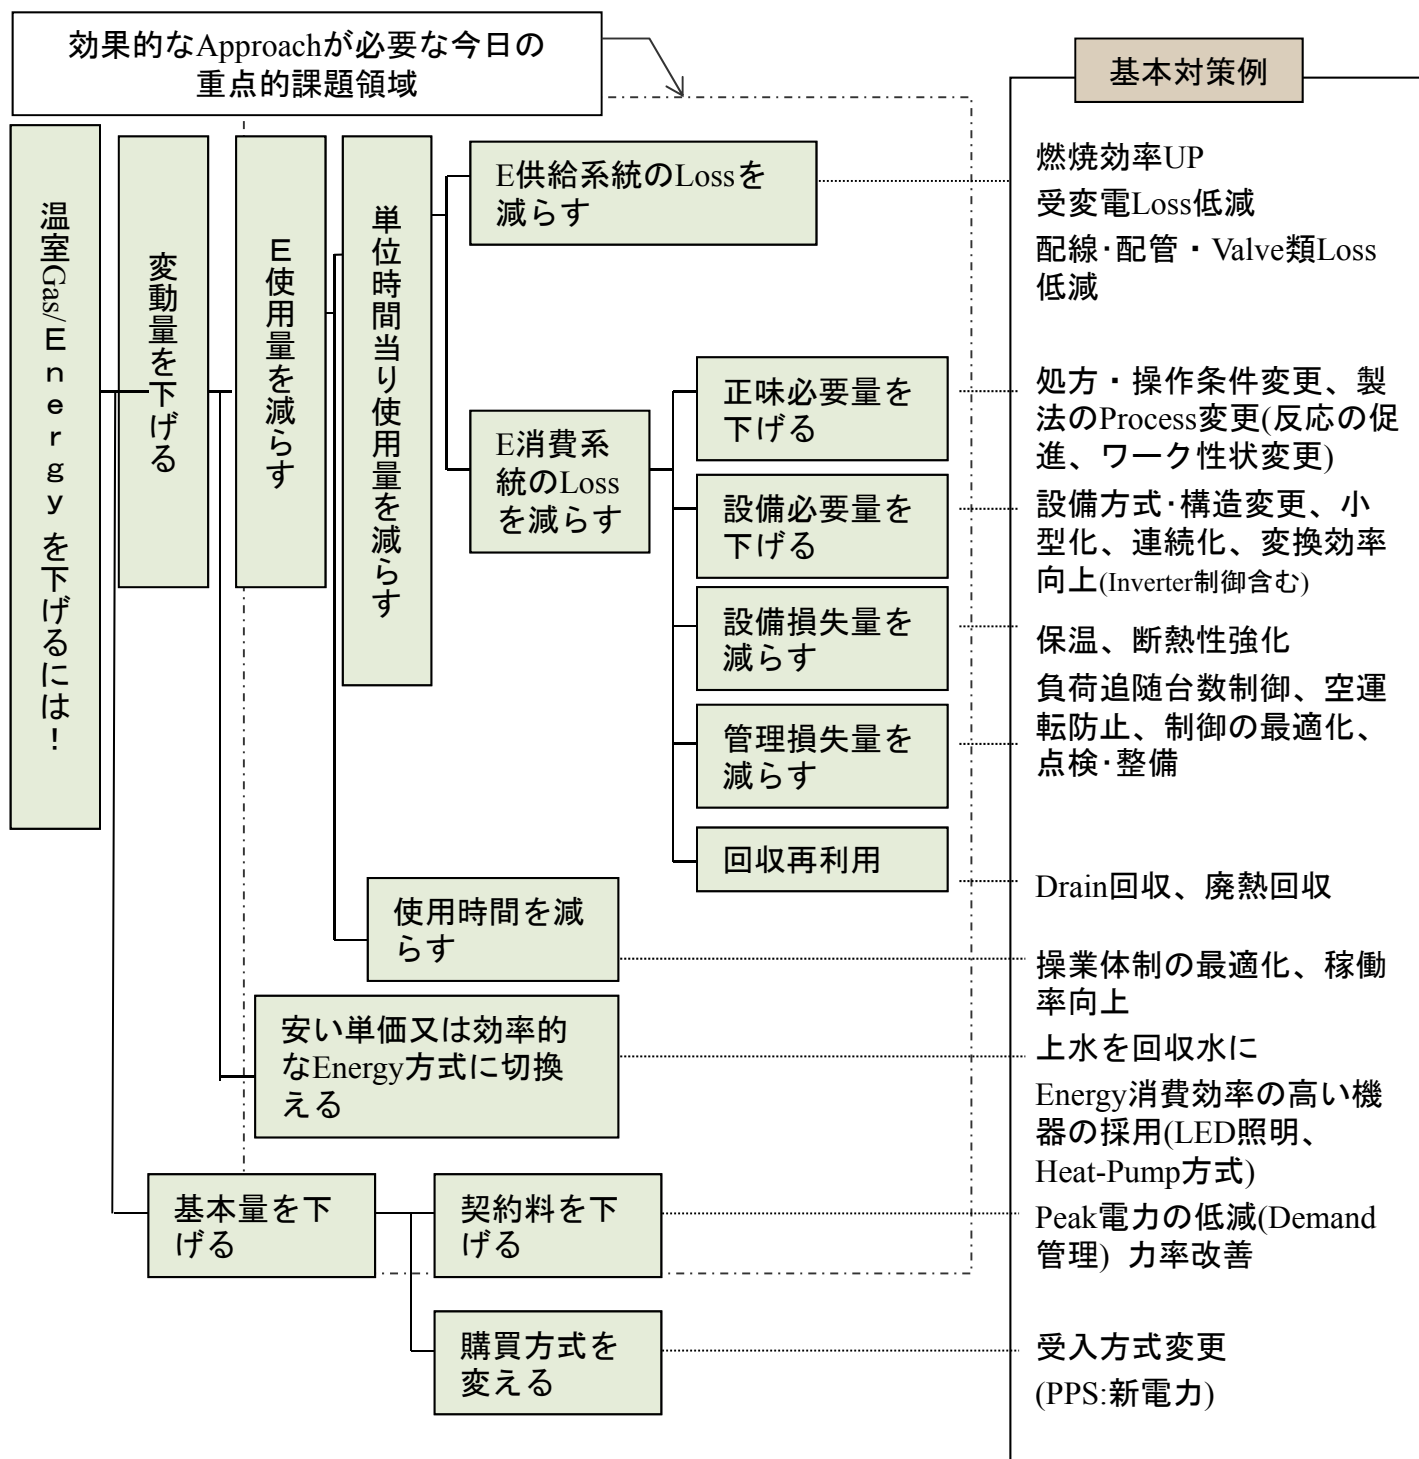 効果的なApproachが必要な今日の
重点的課題領域
基本対策例
温室Gas/Ｅｎｅｒｇｙを下げるには！
変動量を下げる
Ｅ使用量を減らす
単位時間当り使用量を減らす
E供給系統のLossを
減らす
燃焼効率UP
受変電Loss低減
配線･配管・Valve類Loss
低減
E消費系
統のLoss
を減らす
正味必要量を
下げる
処方・操作条件変更、製
法のProcess変更(反応の促
進、ワーク性状変更)
設備必要量を
下げる
設備方式･構造変更、小
型化、連続化、変換効率
向上(Inverter制御含む)
設備損失量を
減らす
保温、断熱性強化
管理損失量を
減らす
負荷追随台数制御、空運
転防止、制御の最適化、
点検･整備
回収再利用
Drain回収、廃熱回収
使用時間を減
らす
操業体制の最適化、稼働
率向上
安い単価又は効率的
なEnergy方式に切換
える
上水を回収水に
Energy消費効率の高い機
器の採用(LED照明、
Heat-Pump方式)
基本量を下
げる
契約料を下
げる
Peak電力の低減(Demand
管理) 力率改善
購買方式を
変える
受入方式変更
(PPS:新電力)